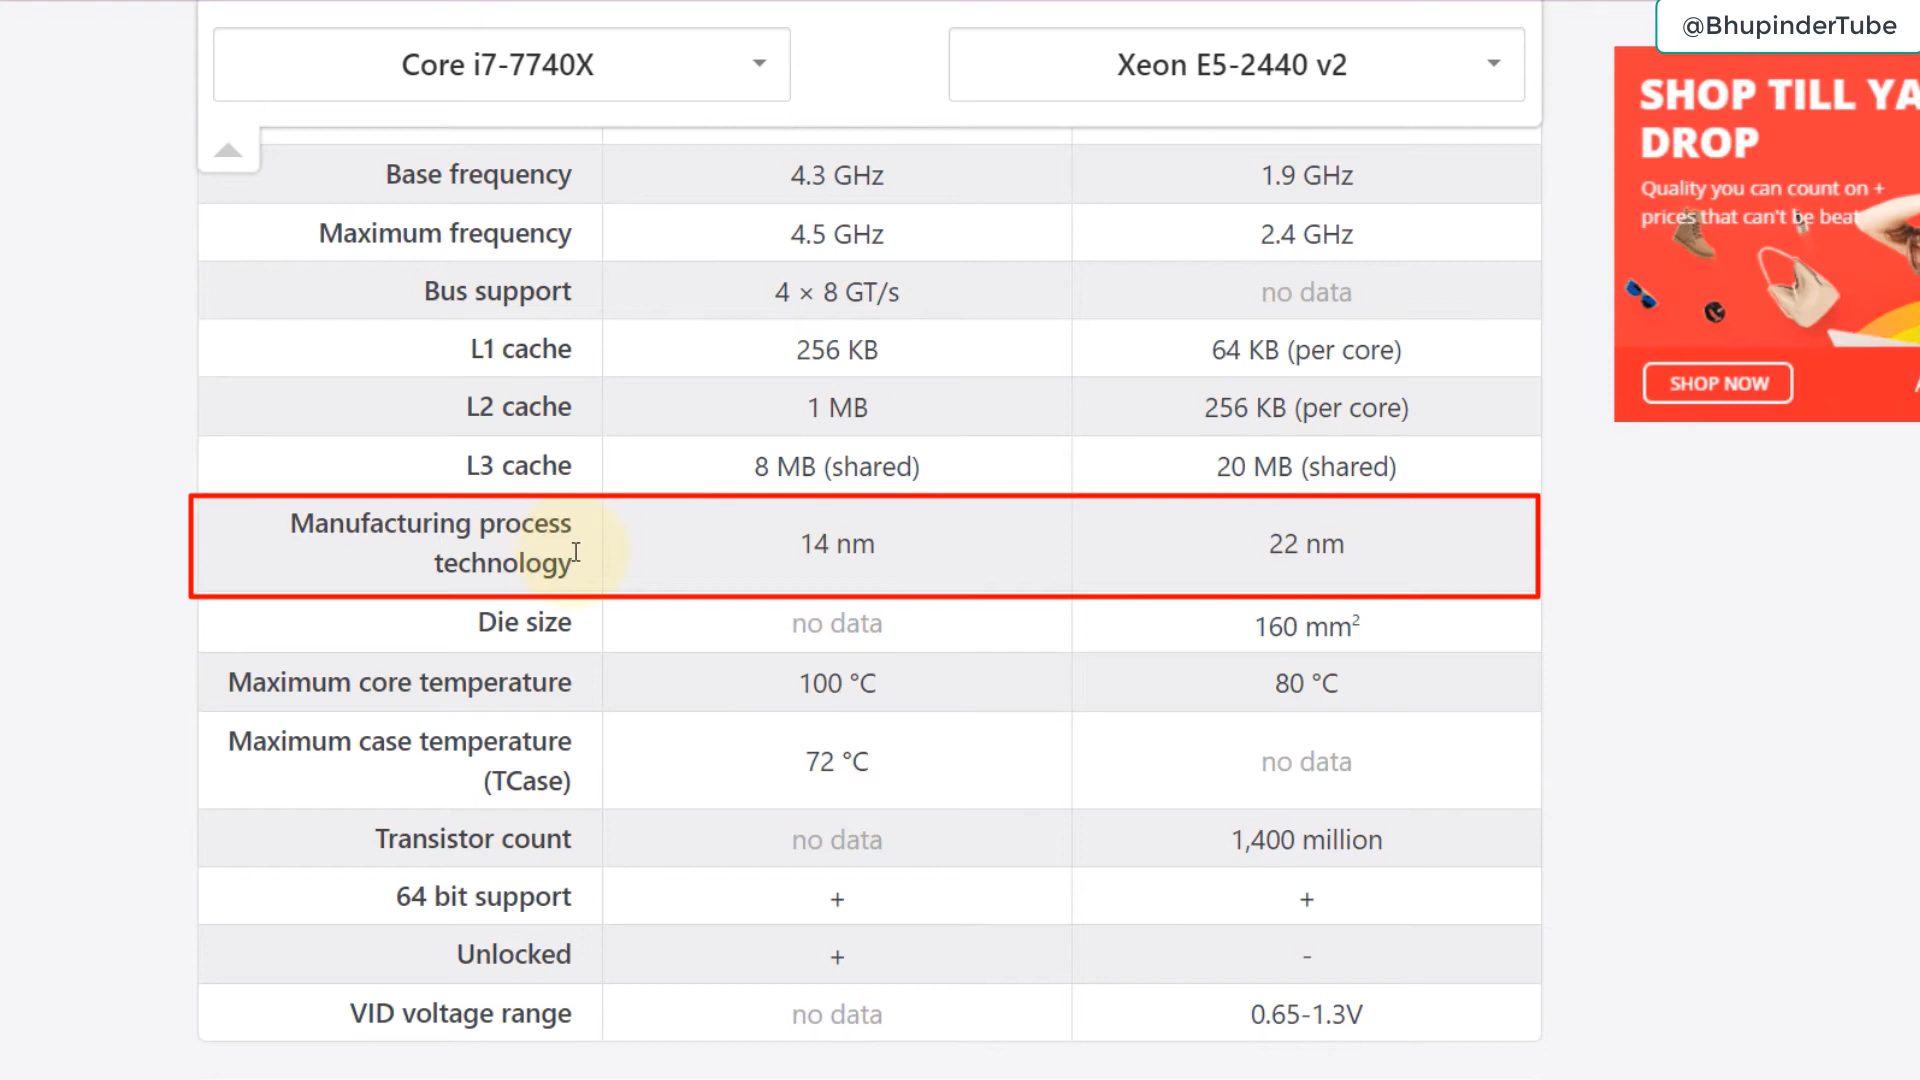 @BhupinderTube
Core i7-7740X
Xeon E5-2440 v2
Base frequency 4.3 GHz 1.9 GHz
Maximum frequency 4.5 GHz 2.4 GHz
Bus support 4 × 8 GT/s no data
L1 cache 256 KB 64 KB (per core)
L2 cache 1 MB 256 KB (per core)
L3 cache 8 MB (shared) 20 MB (shared)
Manufacturing process
technology 14 nm 22 nm
Die size no data 160 mm²
Maximum core temperature 100 °C 80 °C
Maximum case temperature
(TCase) 72 °C no data
Transistor count no data 1,400 million
64 bit support + +
Unlocked + -
VID voltage range no data 0.65-1.3V
SHOP TILL YA
DROP
Quality you can count on +
prices that can't be beat
SHOP NOW